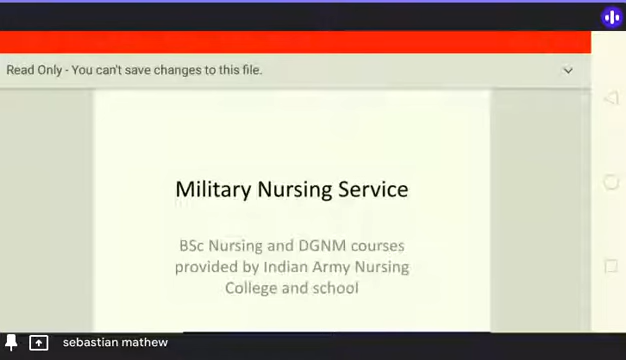 Read Only - You can't save changes to this file.
Military Nursing Service
BSc Nursing and DGNM courses
provided by Indian Army Nursing
College and school
sebastian mathew